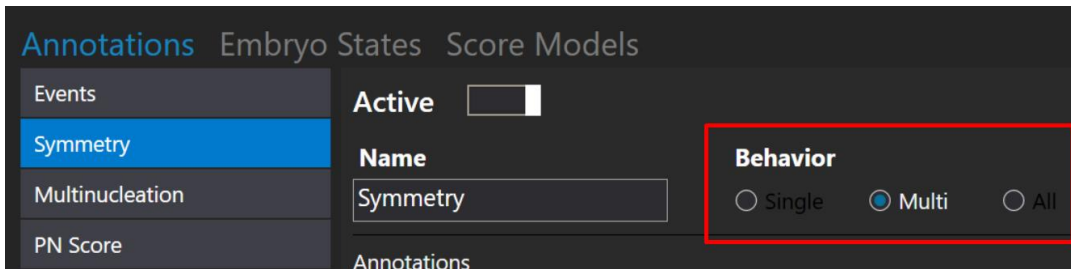 Annotations Embryo States Score Models
Events
Active
Symmetry
Name
Behavior
Multinucleation
Symmetry
Single Multi All
PN Score
Annotations